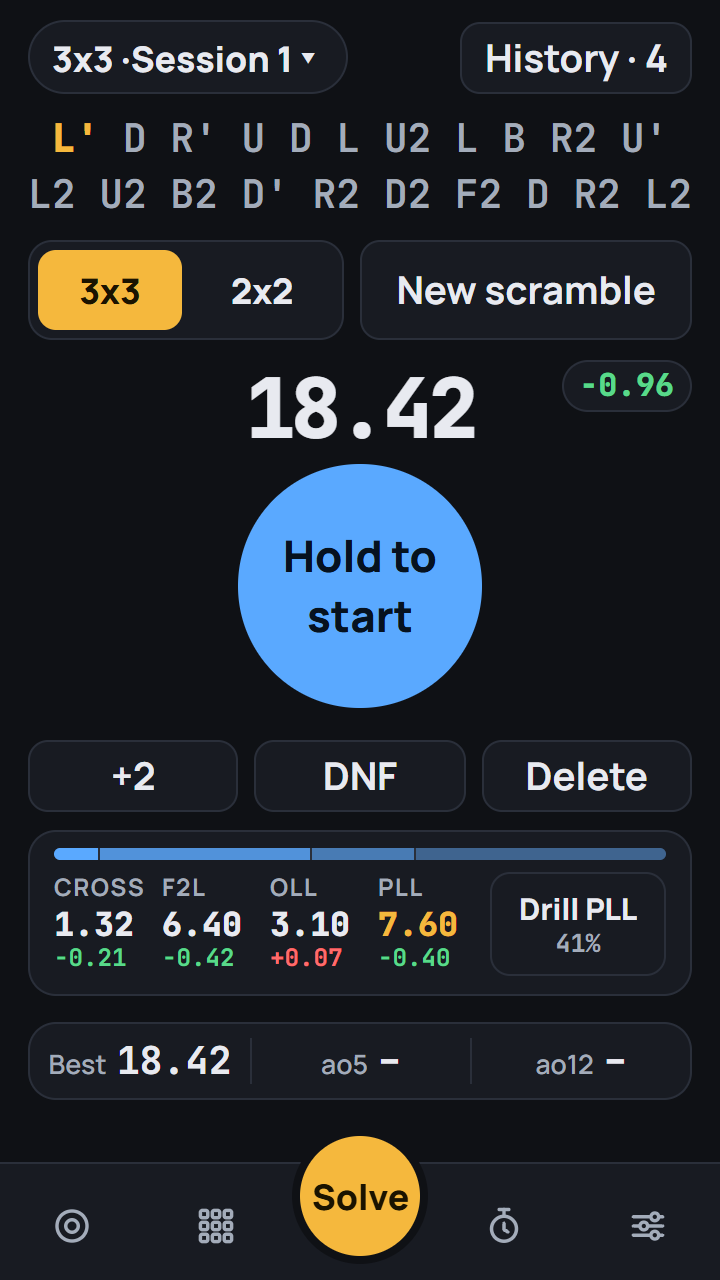 3x3 ·Session 1 ▾
History · 4
L' D R' U D L U2 L B R2 U'
L2 U2 B2 D' R2 D2 F2 D R2 L2
3x3
2x2
New scramble
18.42
-0.96
Hold to
start
+2
DNF
Delete
CROSS F2L OLL PLL
1.32 6.40 3.10 7.60
-0.21 -0.42 +0.07 -0.40
Drill PLL
41%
Best 18.42
ao5 –
ao12 –
Solve